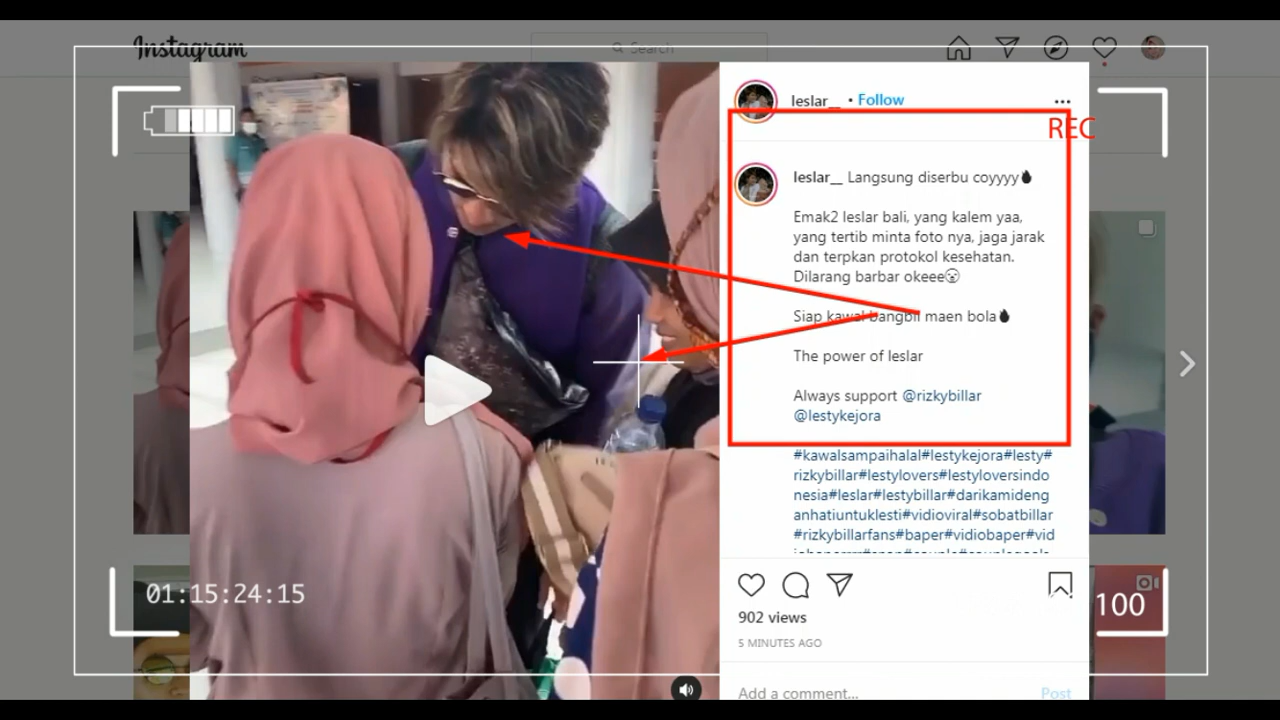 Instagram
Search
leslar__ • Follow
REC
leslar__ Langsung diserbu coyyyy
Emak2 leslar bali, yang kalem yaa,
yang tertib minta foto nya, jaga jarak
dan terpkan protokol kesehatan.
Dilarang barbar okeee
Siap kawal bangbil maen bola
The power of leslar
Always support @rizkybillar
@lestykejora
#kawalsampaihalal#lestykejora#lesty#
rizkybillar#lestylovers#lestyloversindo
nesia#leslar#lestybillar#darikamideng
anhatiuntuklesti#vidioviral#sobatbillar
#rizkybillarfans#baper#vidiobaper#vid
01:15:24:15
100
902 views
5 MINUTES AGO
Add a comment...
Post